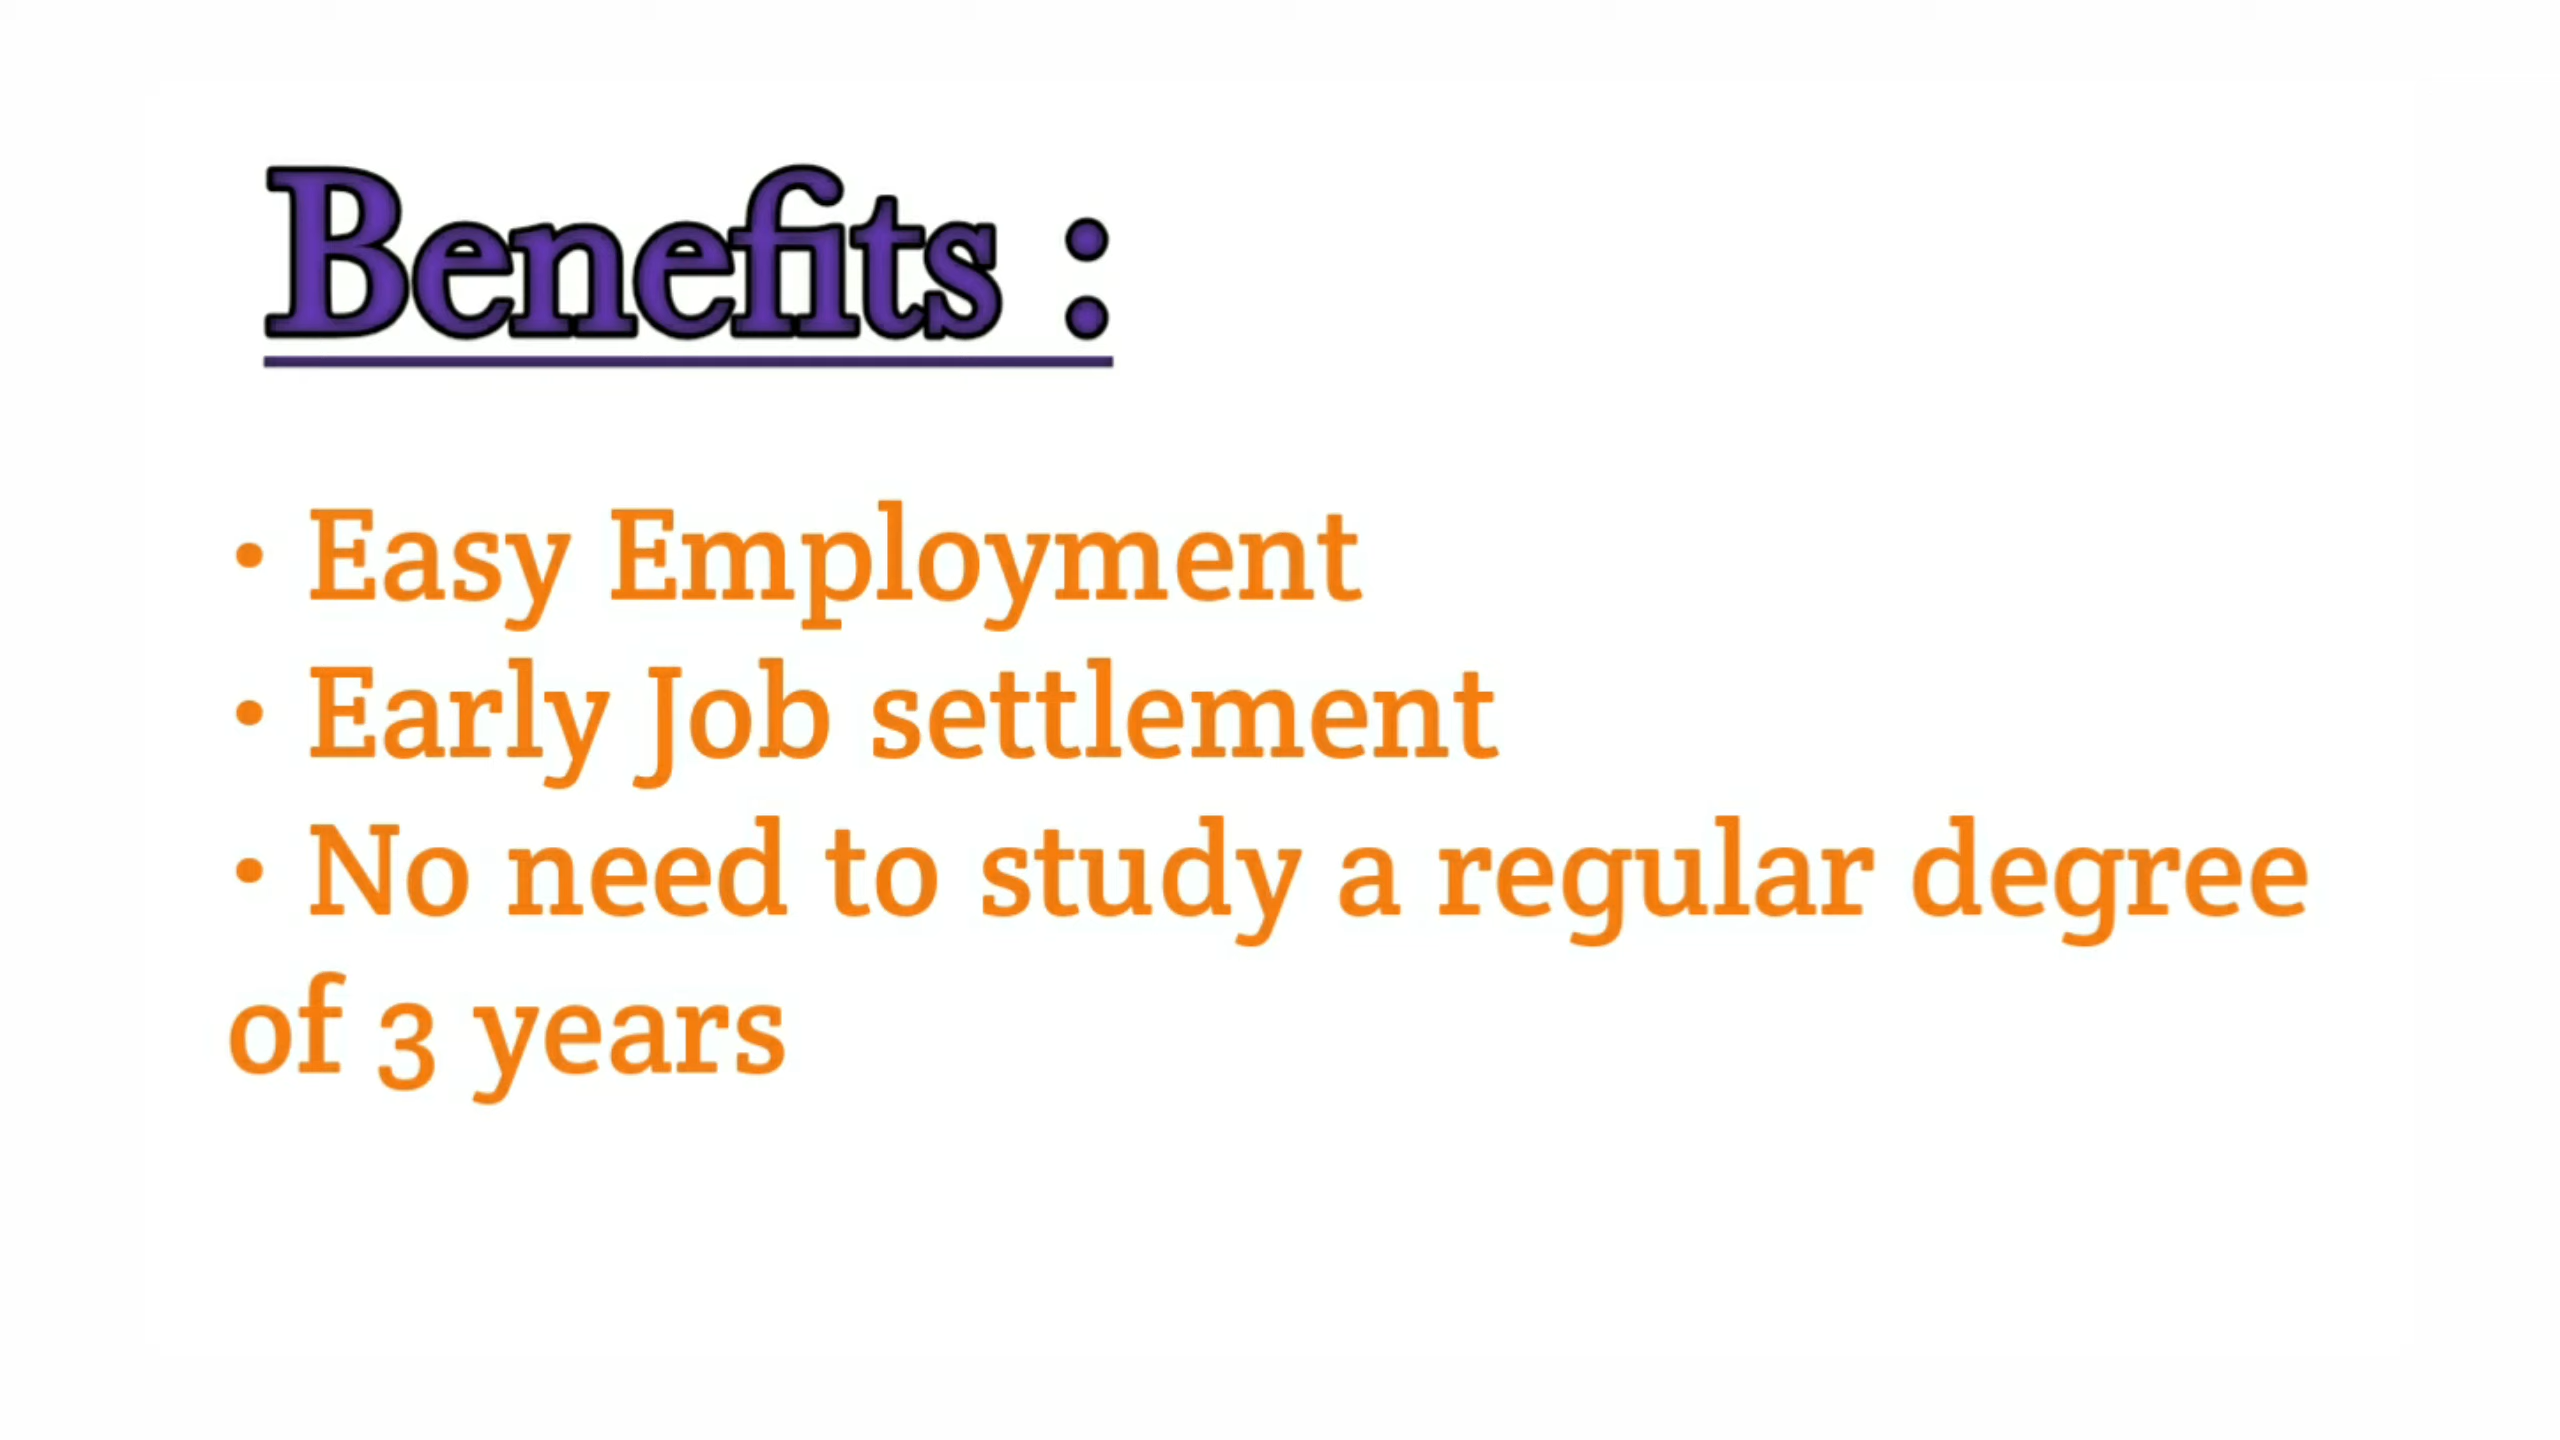 Benefits :
• Easy Employment
• Early Job settlement
• No need to study a regular degree
of 3 years